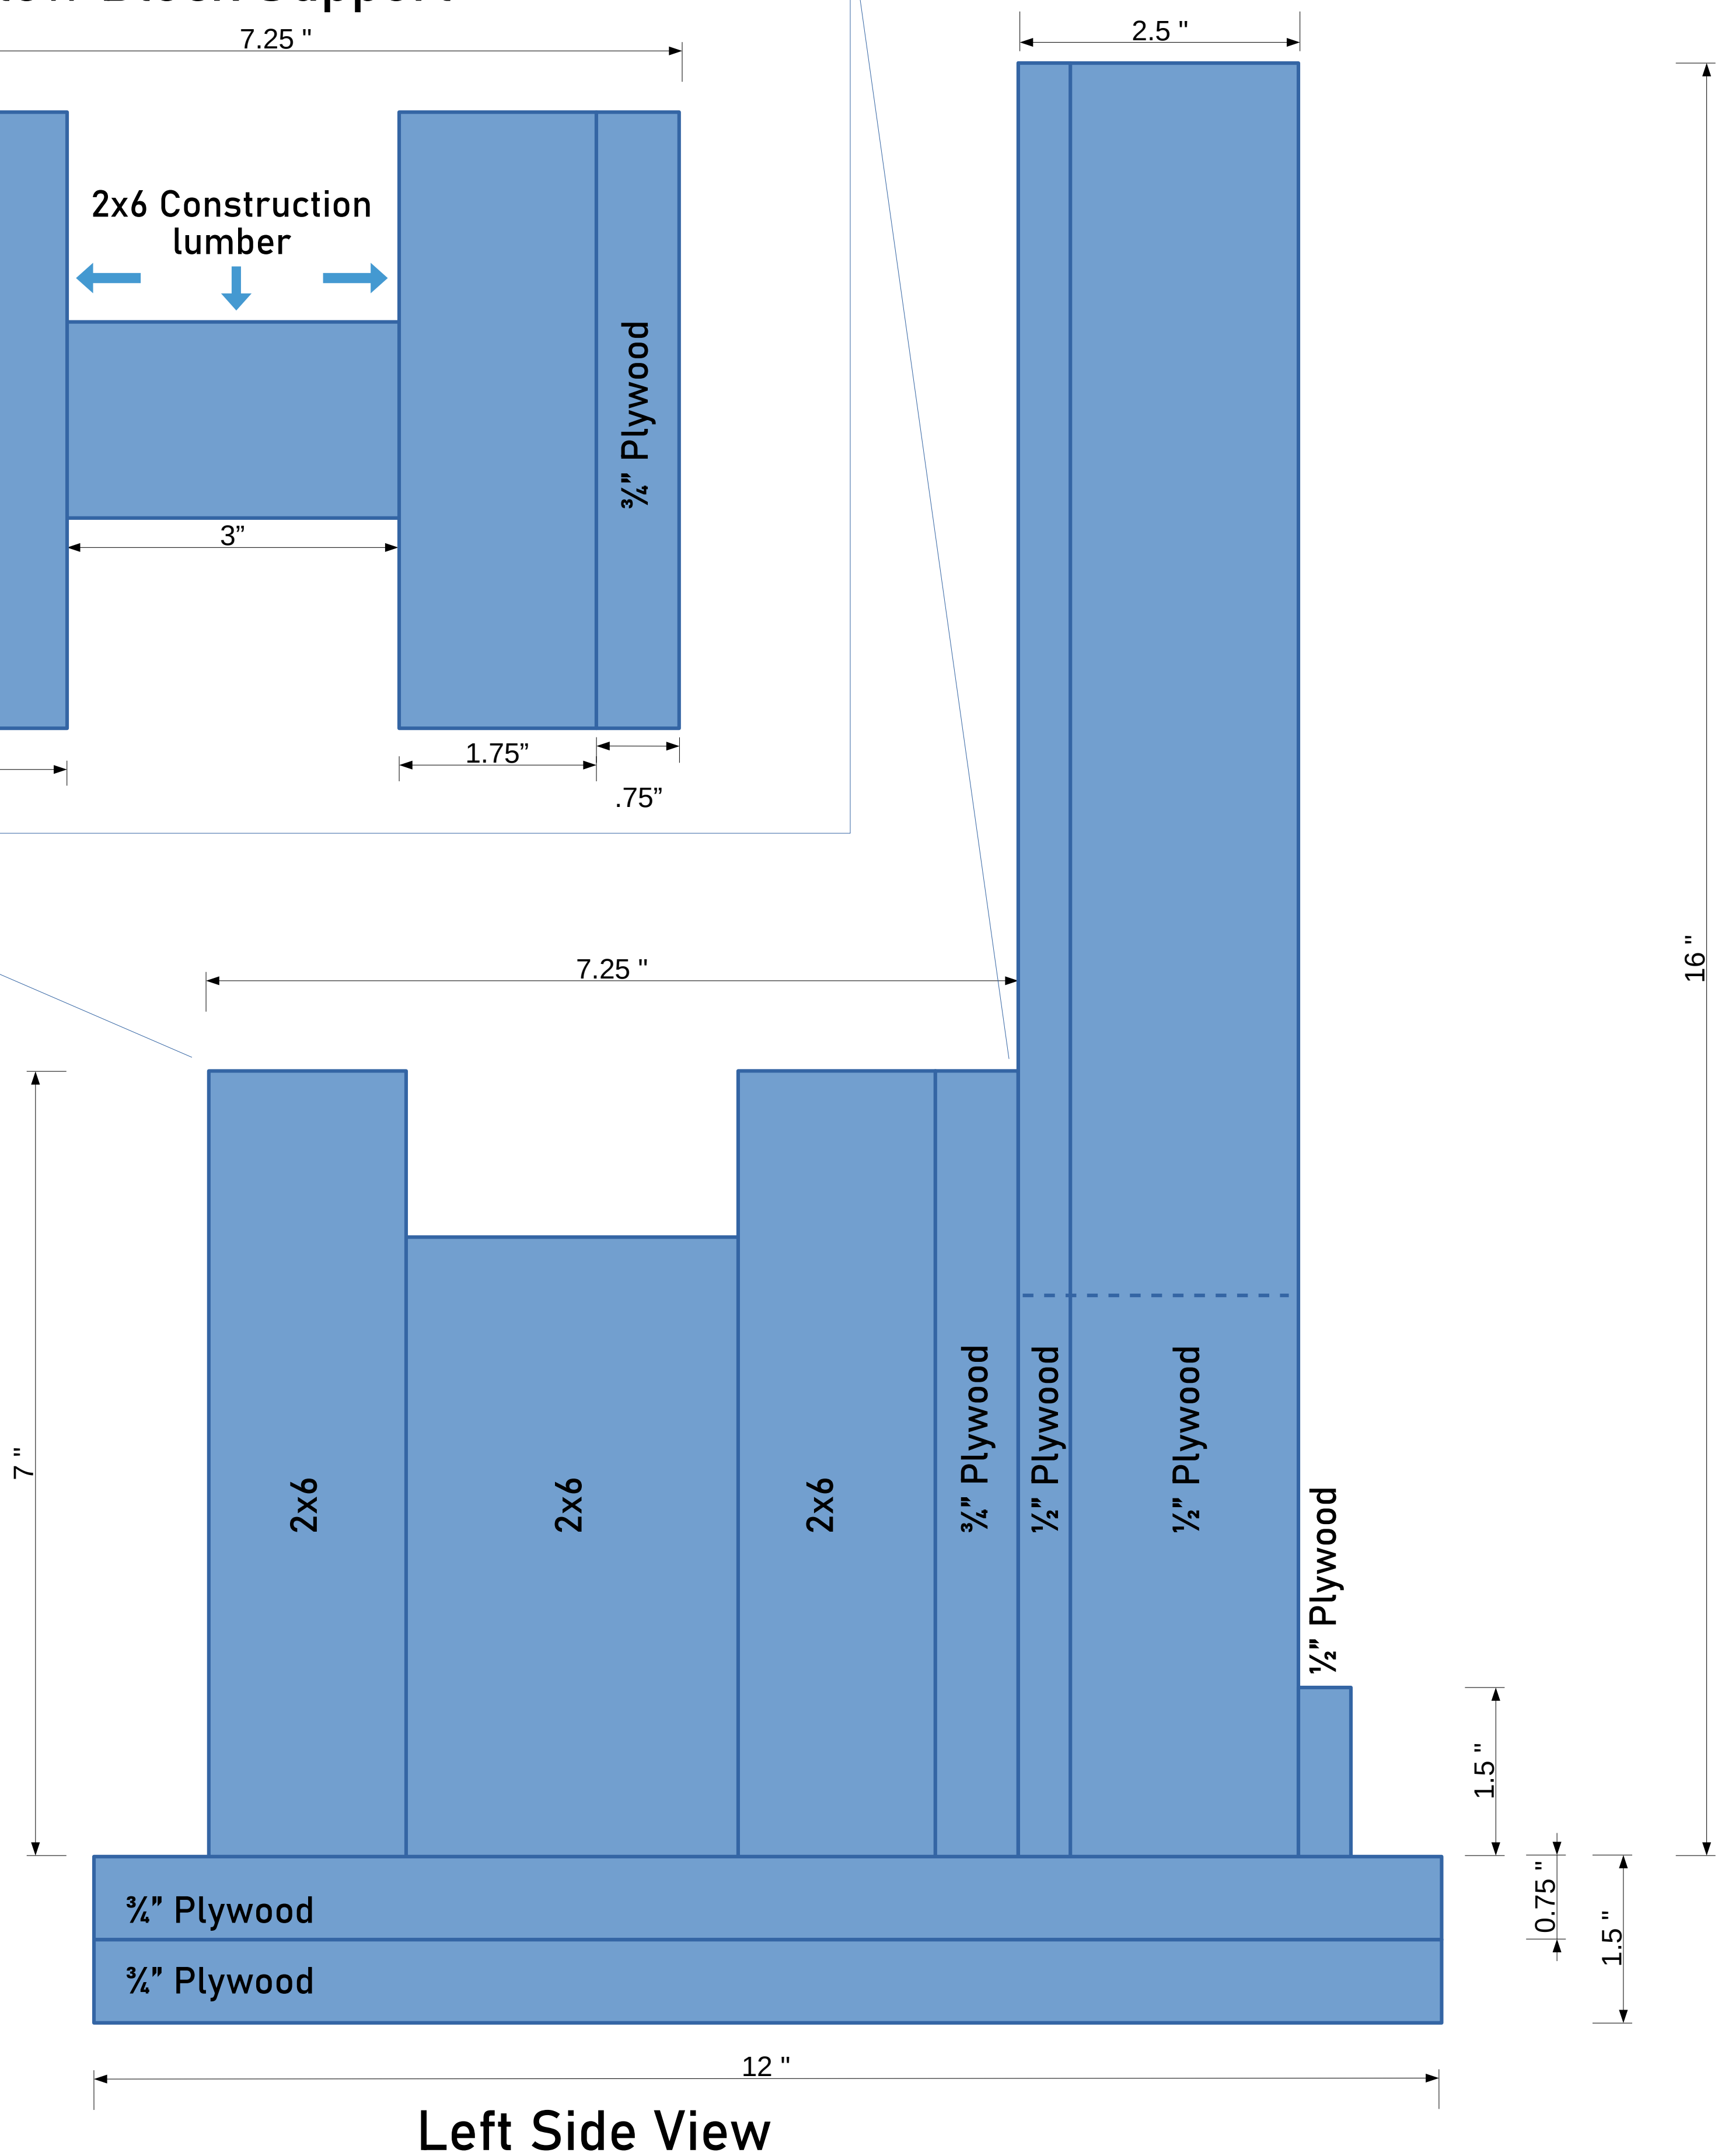 Block Support
7.25 "
2.5 "
2x6 Construction
lumber
¾” Plywood
3”
1.75”
.75”
16 "
7.25 "
7 "
2x6
2x6
2x6
¾” Plywood
½” Plywood
½” Plywood
½” Plywood
1.5 "
0.75 "
1.5 "
¾” Plywood
¾” Plywood
12 "
Left Side View